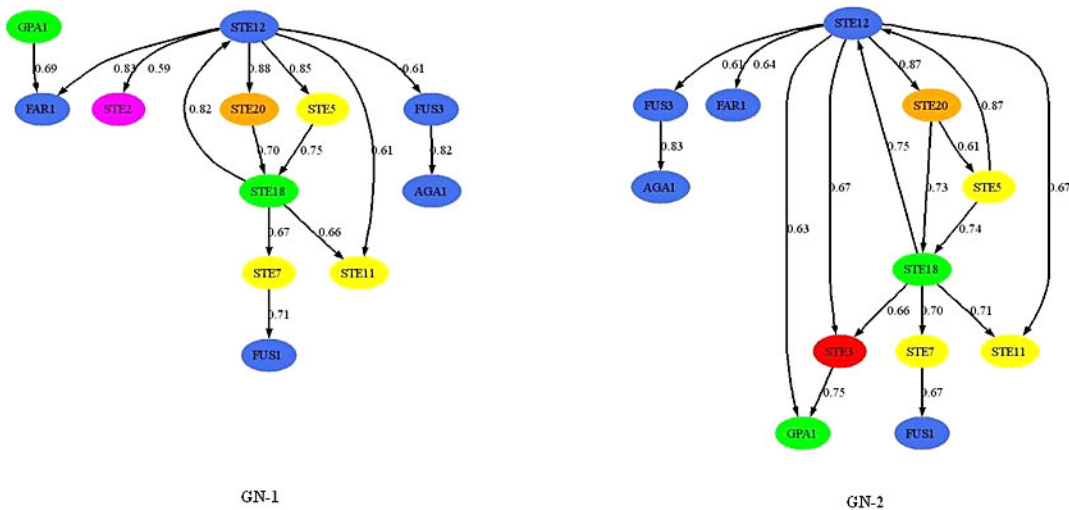 GPA1 STE12
0.69 0.83 0.59 0.88 0.85 0.61
FAR1 STE2 STE20 STE5 FUS3
0.82 0.70 0.75 0.61 0.82
STE18 AGA1
0.67 0.66
STE7 STE11
0.71
FUS1
GN-1
STE12
0.61 0.64 0.87
FUS3 FAR1 STE20 0.87
0.83 0.75 0.61
AGA1 STE5
0.67 0.73 0.67
0.63 0.74
STE18
0.66 0.70 0.71
STE3 STE7 STE11
0.75 0.67
GPA1 FUS1
GN-2